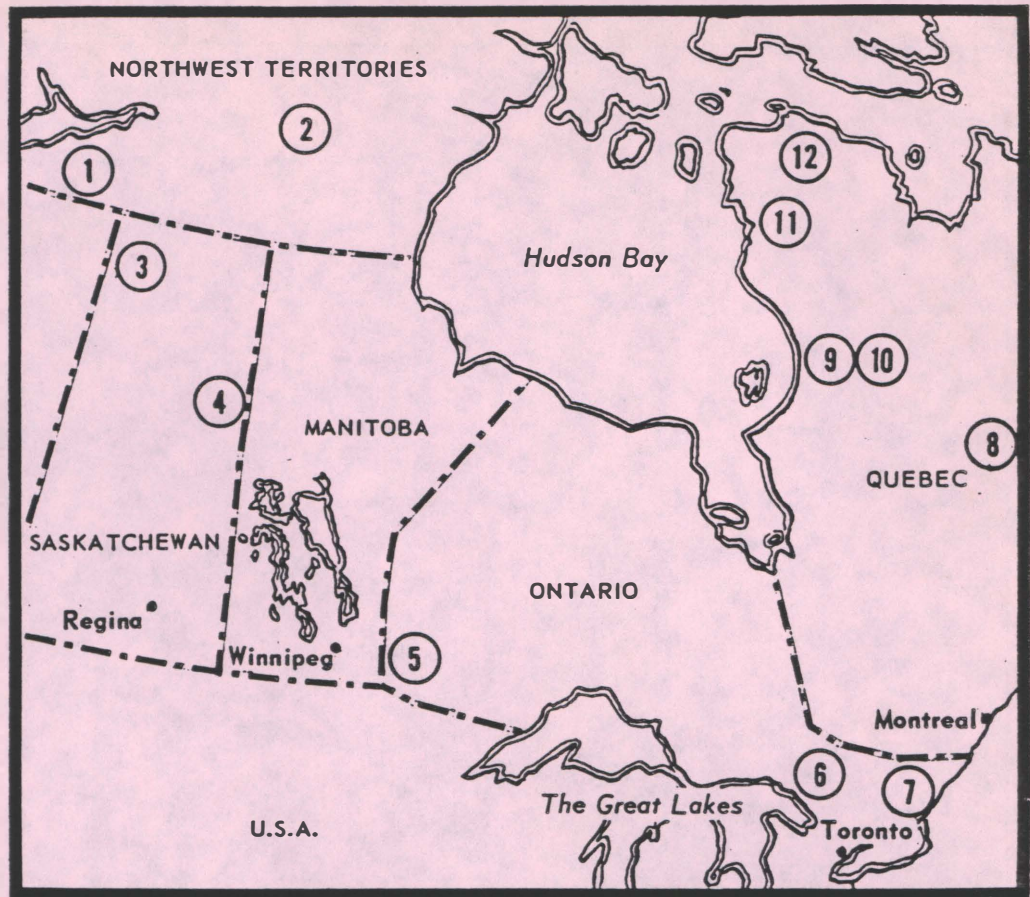 NORTHWEST TERRITORIES
2
12
1
11
Hudson Bay
3
9 10
4
MANITOBA
8
QUEBEC
SASKATCHEWAN
ONTARIO
Regina
Winnipeg
5
Montreal
6
7
The Great Lakes
U.S.A.
Toronto